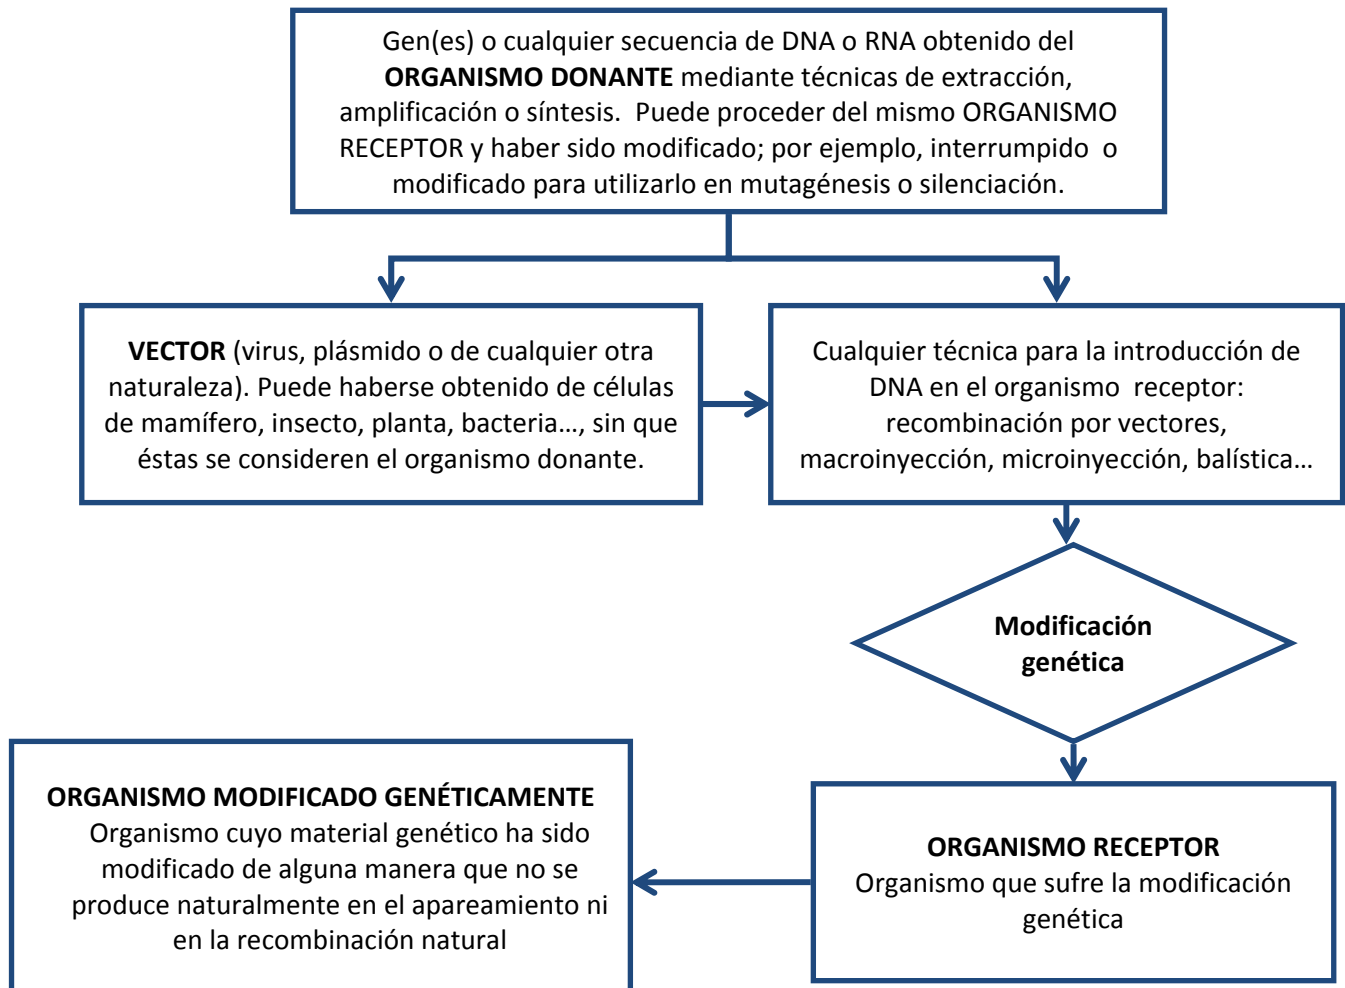 Gen(es) o cualquier secuencia de DNA o RNA obtenido del
ORGANISMO DONANTE mediante técnicas de extracción,
amplificación o síntesis. Puede proceder del mismo ORGANISMO
RECEPTOR y haber sido modificado; por ejemplo, interrumpido o
modificado para utilizarlo en mutagénesis o silenciación.
VECTOR (virus, plásmido o de cualquier otra
naturaleza). Puede haberse obtenido de células
de mamífero, insecto, planta, bacteria…, sin que
éstas se consideren el organismo donante.
Cualquier técnica para la introducción de
DNA en el organismo receptor:
recombinación por vectores,
macroinyección, microinyección, balística…
Modificación
genética
ORGANISMO RECEPTOR
Organismo que sufre la modificación
genética
ORGANISMO MODIFICADO GENÉTICAMENTE
Organismo cuyo material genético ha sido
modificado de alguna manera que no se
produce naturalmente en el apareamiento ni
en la recombinación natural